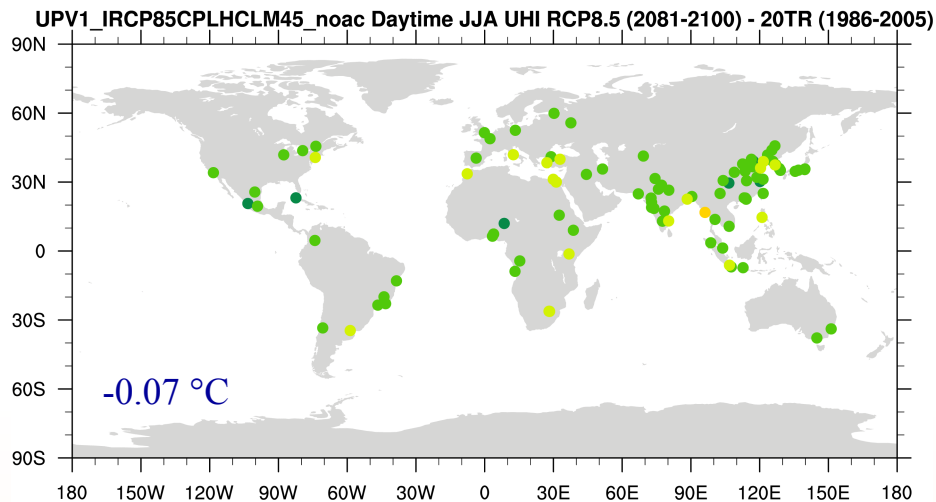 UPV1_IRCP85CPLHCLM45_noac Daytime JJA UHI RCP8.5 (2081-2100) - 20TR (1986-2005)
90N
60N
30N
0
30S
60S
90S
-0.07 °C
180 150W 120W 90W 60W 30W 0 30E 60E 90E 120E 150E 180